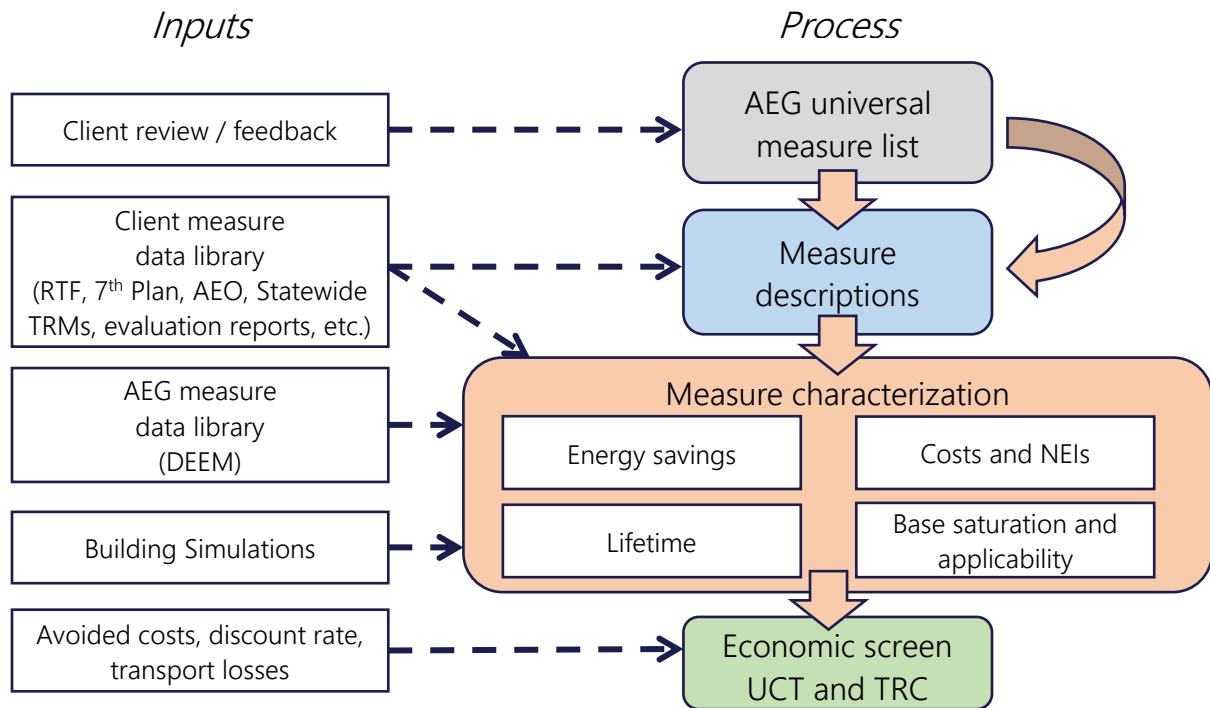 Inputs
Process
Client review / feedback
AEG universal
measure list
Client measure
data library
(RTF, 7th Plan, AEO, Statewide
TRMs, evaluation reports, etc.)
Measure
descriptions
AEG measure
data library
(DEEM)
Measure characterization
Energy savings
Costs and NEIs
Building Simulations
Lifetime
Base saturation and
applicability
Avoided costs, discount rate,
transport losses
Economic screen
UCT and TRC